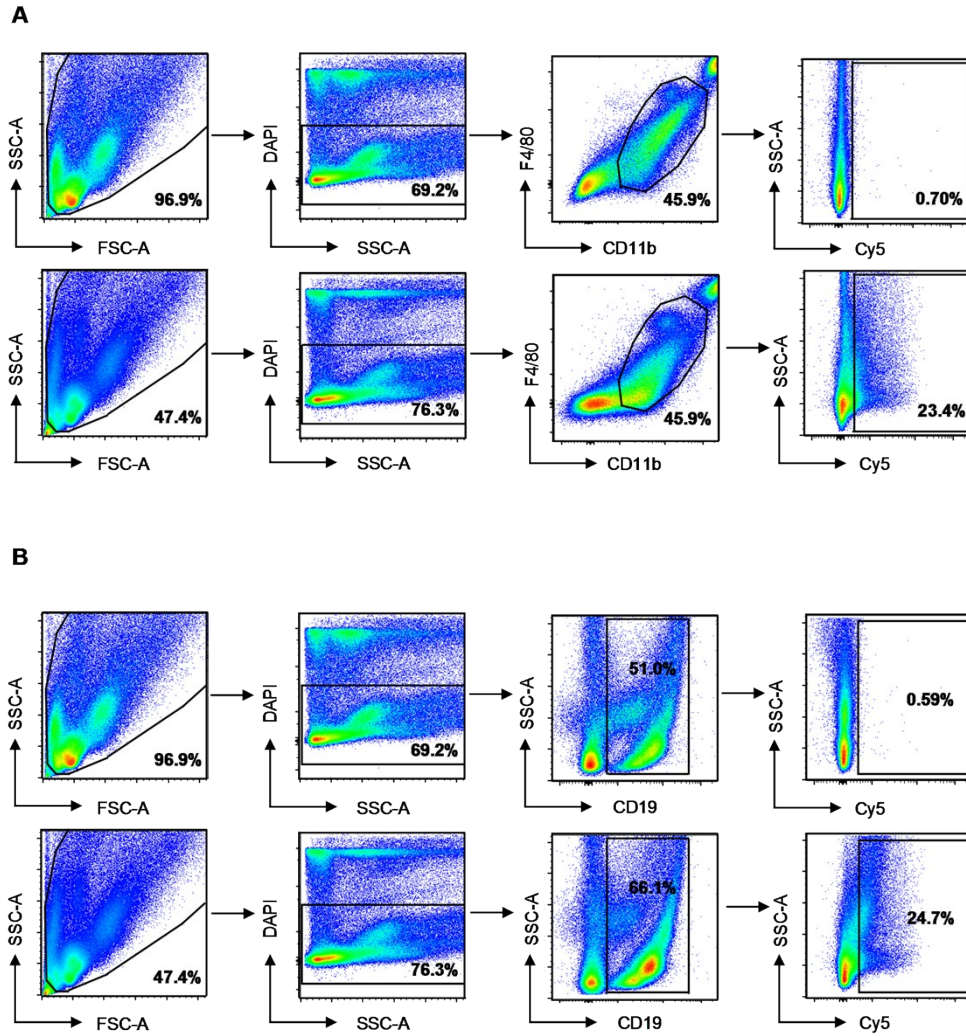 A
SSC-A
96.9%
FSC-A
DAPI
69.2%
SSC-A
F4/80
45.9%
CD11b
SSC-A
0.70%
Cy5
SSC-A
47.4%
FSC-A
DAPI
76.3%
SSC-A
F4/80
45.9%
CD11b
SSC-A
23.4%
Cy5
B
SSC-A
96.9%
FSC-A
DAPI
69.2%
SSC-A
SSC-A
51.0%
CD19
SSC-A
0.59%
Cy5
SSC-A
47.4%
FSC-A
DAPI
76.3%
SSC-A
SSC-A
66.1%
CD19
SSC-A
24.7%
Cy5